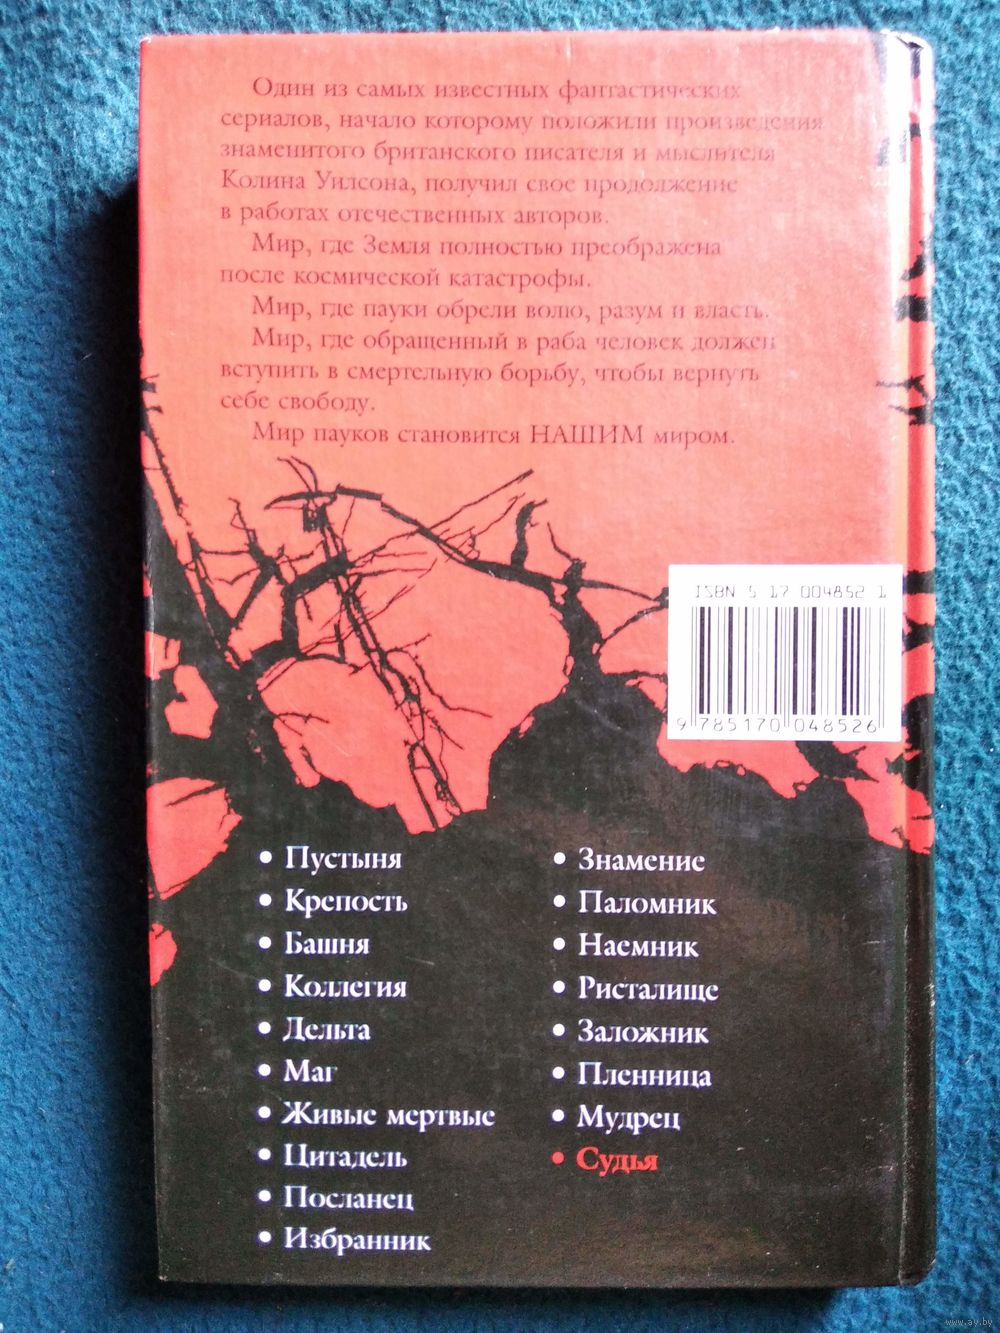 Один из самых известных фантастических
сериалов, начало которому положили произведения
знаменитого британского писателя и мыслителя
Колина Уилсона, получил свое продолжение
в работах отечественных авторов.
Мир, где Земля полностью преображена
после космической катастрофы.
Мир, где пауки обрели волю, разум и власть.
Мир, где обращенный в раба человек должен
вступить в смертельную борьбу, чтобы вернуть
себе свободу.
Мир пауков становится НАШИМ миром.
ISBN 5 17 004852 1
9 785170 048526
• Пустыня
• Крепость
• Башня
• Коллегия
• Дельта
• Маг
• Живые мертвые
• Цитадель
• Посланец
• Избранник
• Знамение
• Паломник
• Наемник
• Ристалище
• Заложник
• Пленница
• Мудрец
• Судья
www.ay.by